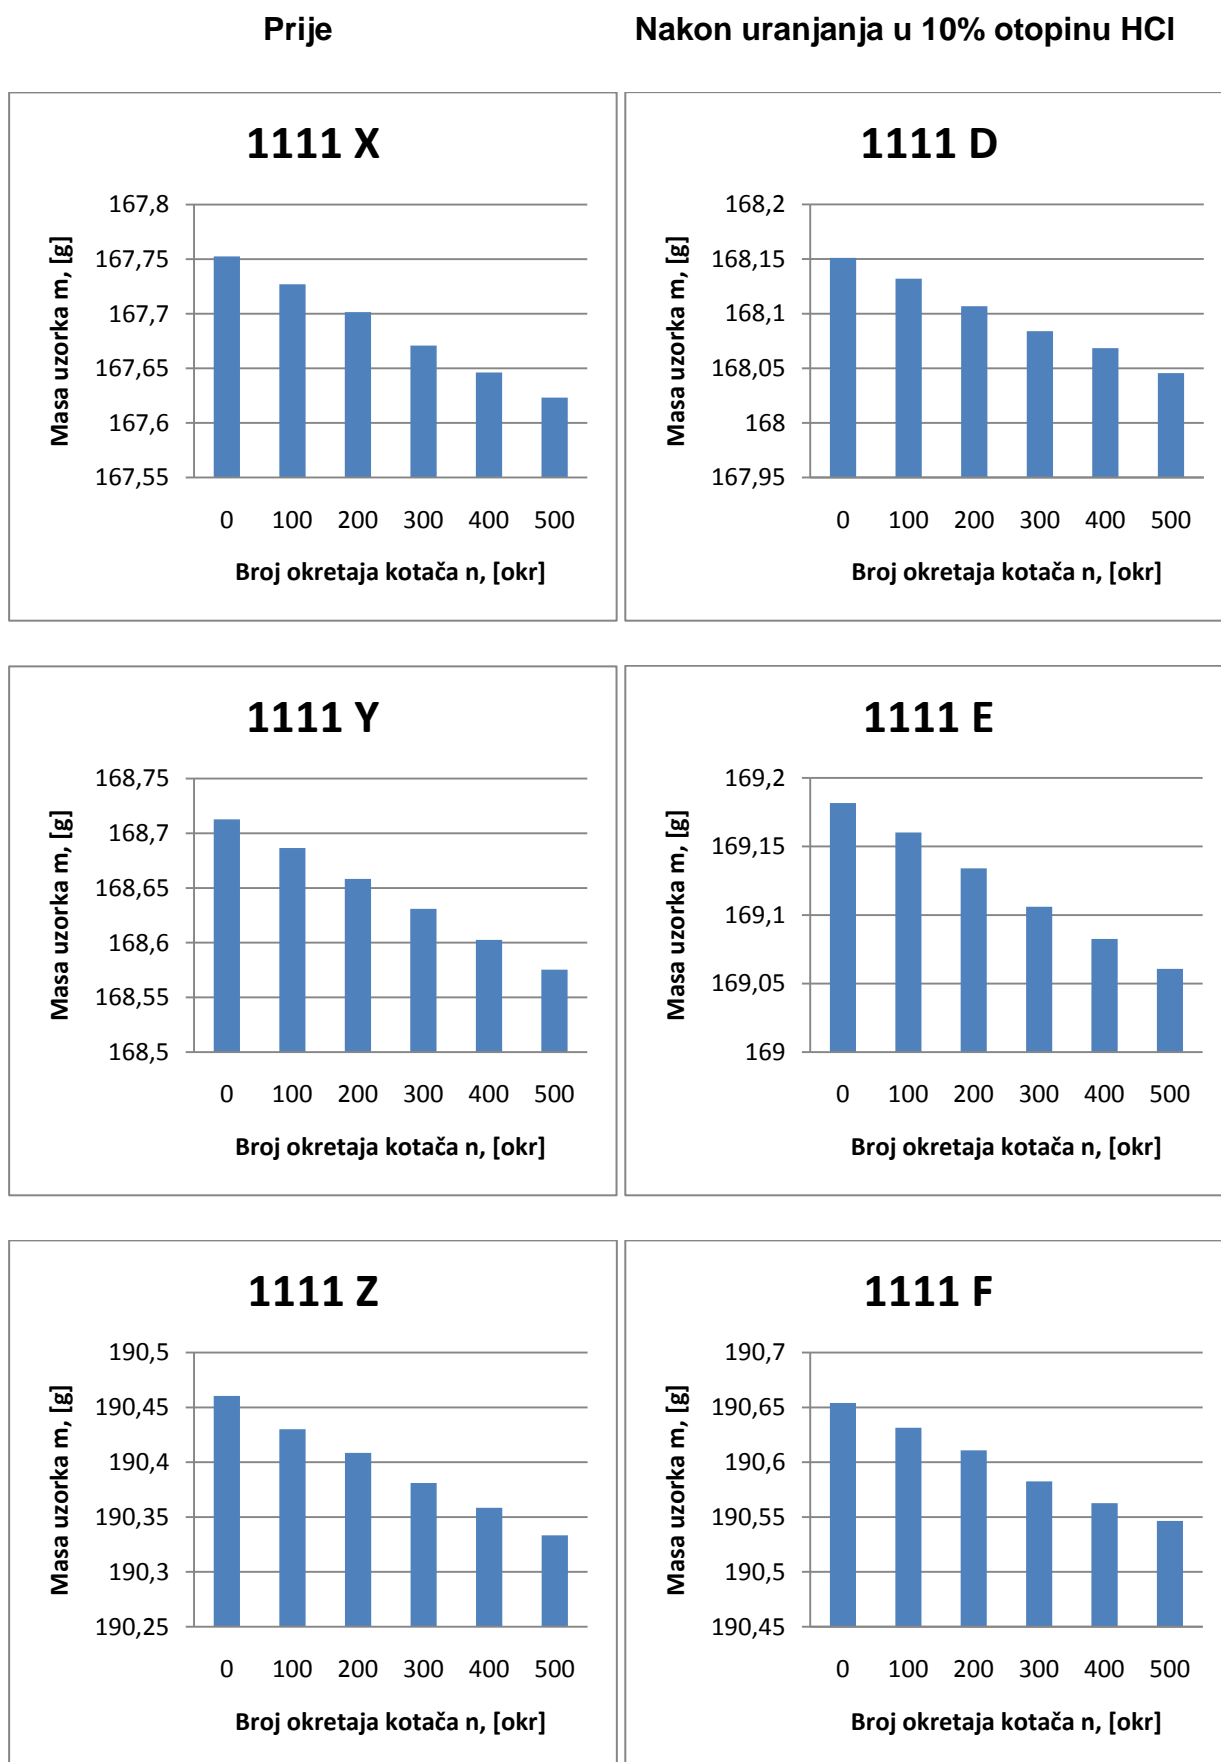 Prije
Nakon uranjanja u 10% otopinu HCl
1111 X
Masa uzorka m, [g]
167,8
167,75
167,7
167,65
167,6
167,55
0 100 200 300 400 500
Broj okretaja kotača n, [okr]
1111 D
Masa uzorka m, [g]
168,2
168,15
168,1
168,05
168
167,95
0 100 200 300 400 500
Broj okretaja kotača n, [okr]
1111 Y
Masa uzorka m, [g]
168,75
168,7
168,65
168,6
168,55
168,5
0 100 200 300 400 500
Broj okretaja kotača n, [okr]
1111 E
Masa uzorka m, [g]
169,2
169,15
169,1
169,05
169
0 100 200 300 400 500
Broj okretaja kotača n, [okr]
1111 Z
Masa uzorka m, [g]
190,5
190,45
190,4
190,35
190,3
190,25
0 100 200 300 400 500
Broj okretaja kotača n, [okr]
1111 F
Masa uzorka m, [g]
190,7
190,65
190,6
190,55
190,5
190,45
0 100 200 300 400 500
Broj okretaja kotača n, [okr]